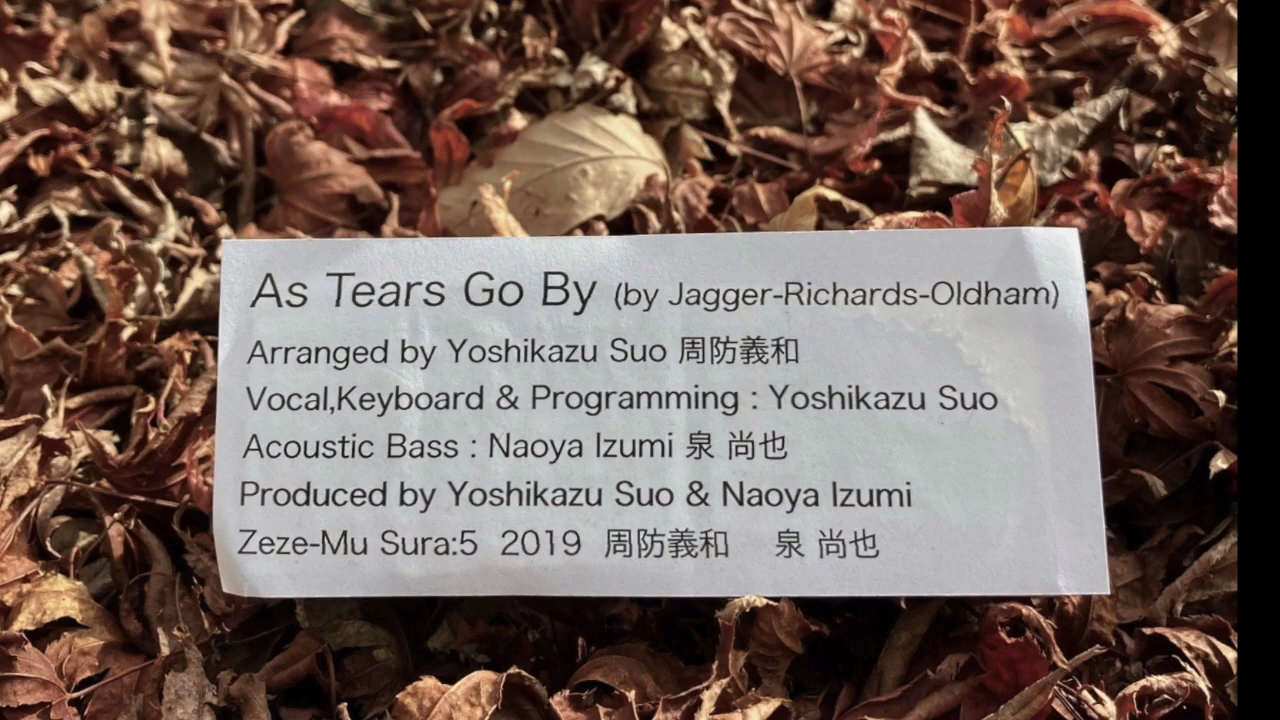 As Tears Go By (by Jagger-Richards-Oldham)
Arranged by Yoshikazu Suo 周防義和
Vocal,Keyboard & Programming : Yoshikazu Suo
Acoustic Bass : Naoya Izumi 泉 尚也
Produced by Yoshikazu Suo & Naoya Izumi
Zeze-Mu Sura:5 2019 周防義和 泉 尚也